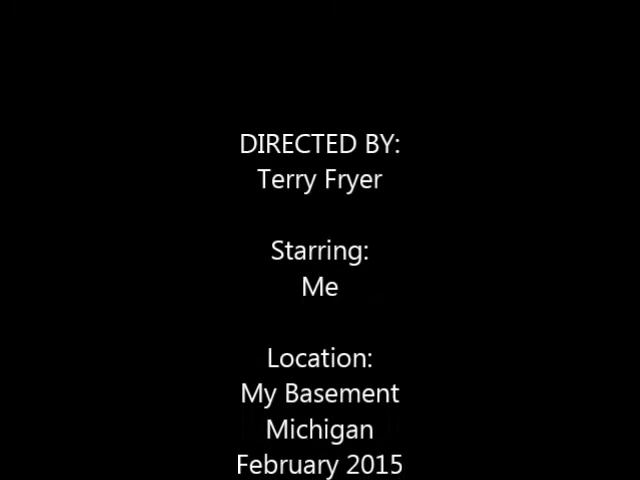 DIRECTED BY:
Terry Fryer
Starring:
Me
Location:
My Basement
Michigan
February 2015